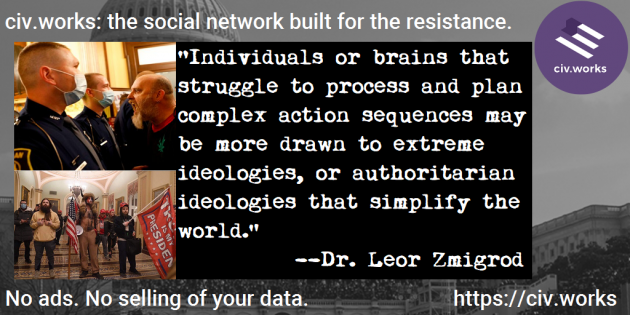 civ.works: the social network built for the resistance.
civ.works
"Individuals or brains that
struggle to process and plan
complex action sequences may
be more drawn to extreme
ideologies, or authoritarian
ideologies that simplify the
world."
--Dr. Leor Zmigrod
PRESIDENT
No ads. No selling of your data.
https://civ.works